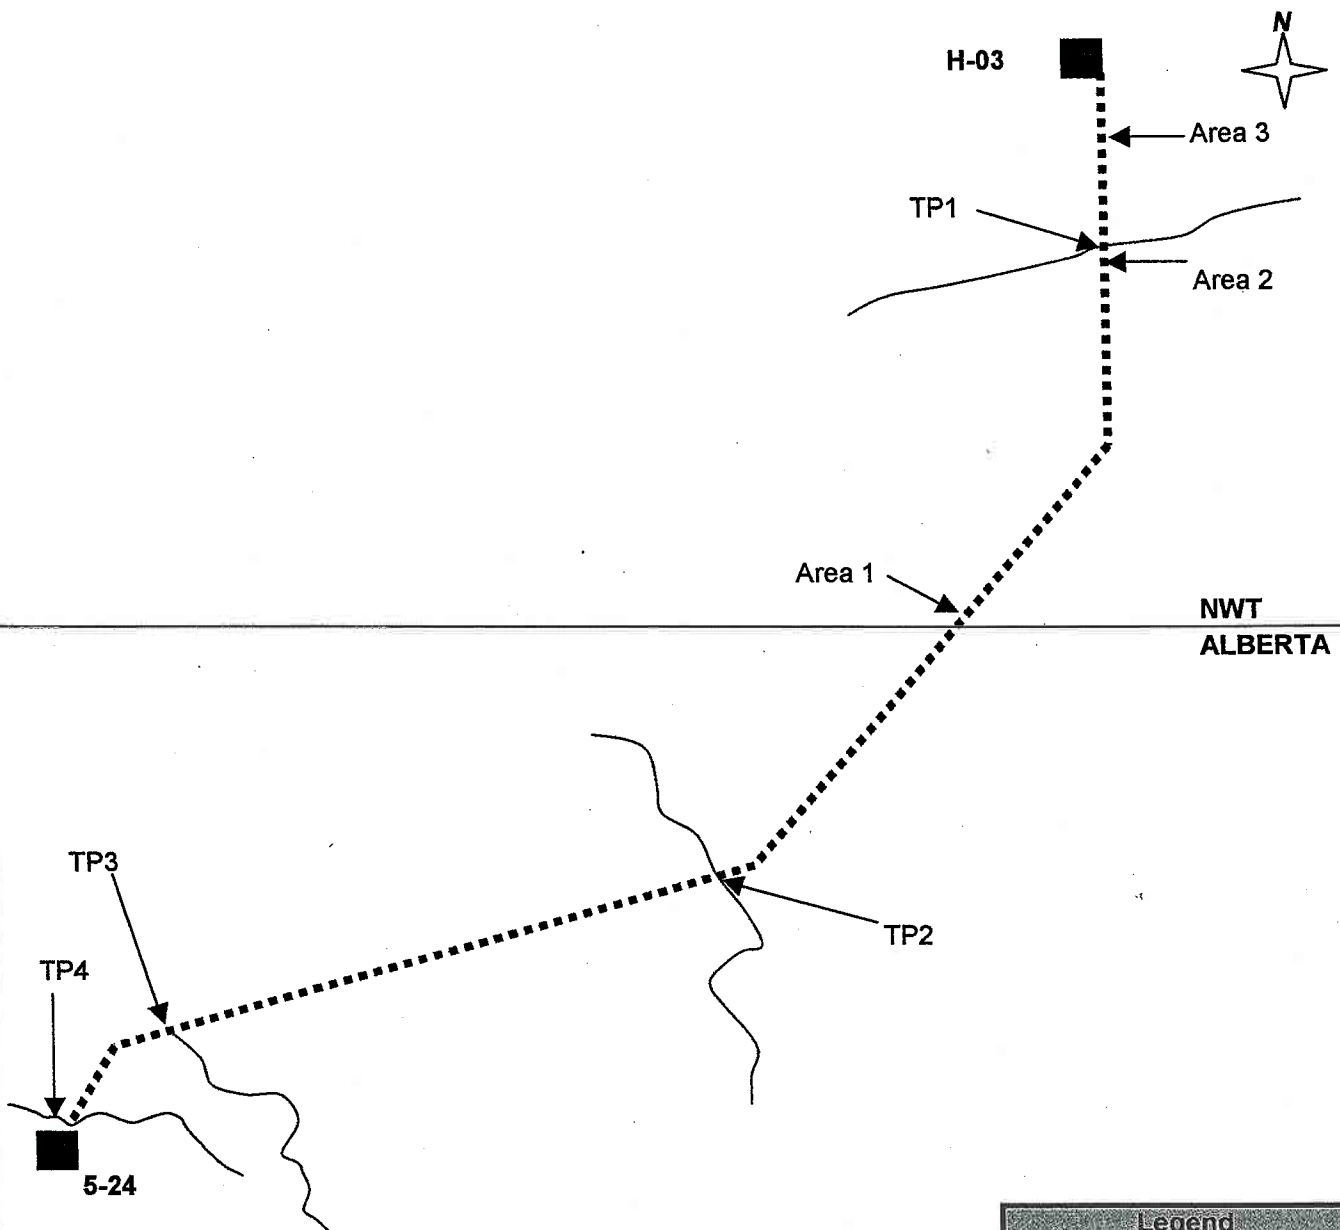 N
H-03
Area 3
TP1
Area 2
Area 1
NWT
ALBERTA
TP3
TP2
TP4
5-24
Legend